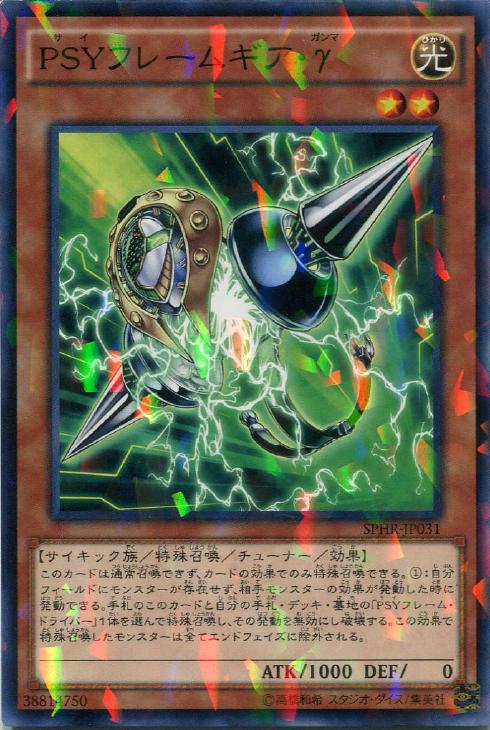 サイ ガンマ
PSYフレームギア・γ
ひかり
光
SPHR-JP031
【サイキック族/特殊召喚/チューナー/効果】
このカードは通常召喚できず、カードの効果でのみ特殊召喚できる。①:自分
フィールドにモンスターが存在せず、相手モンスターの効果が発動した時に
発動できる。手札のこのカードと自分の手札・デッキ・墓地の「PSYフレーム・
ドライバー」1体を選んで特殊召喚し、その発動を無効にし破壊する。この効果で
特殊召喚したモンスターは全てエンドフェイズに除外される。
ATK/1000 DEF/ 0
38814750
©高橋和希 スタジオ・ダイス/集英社